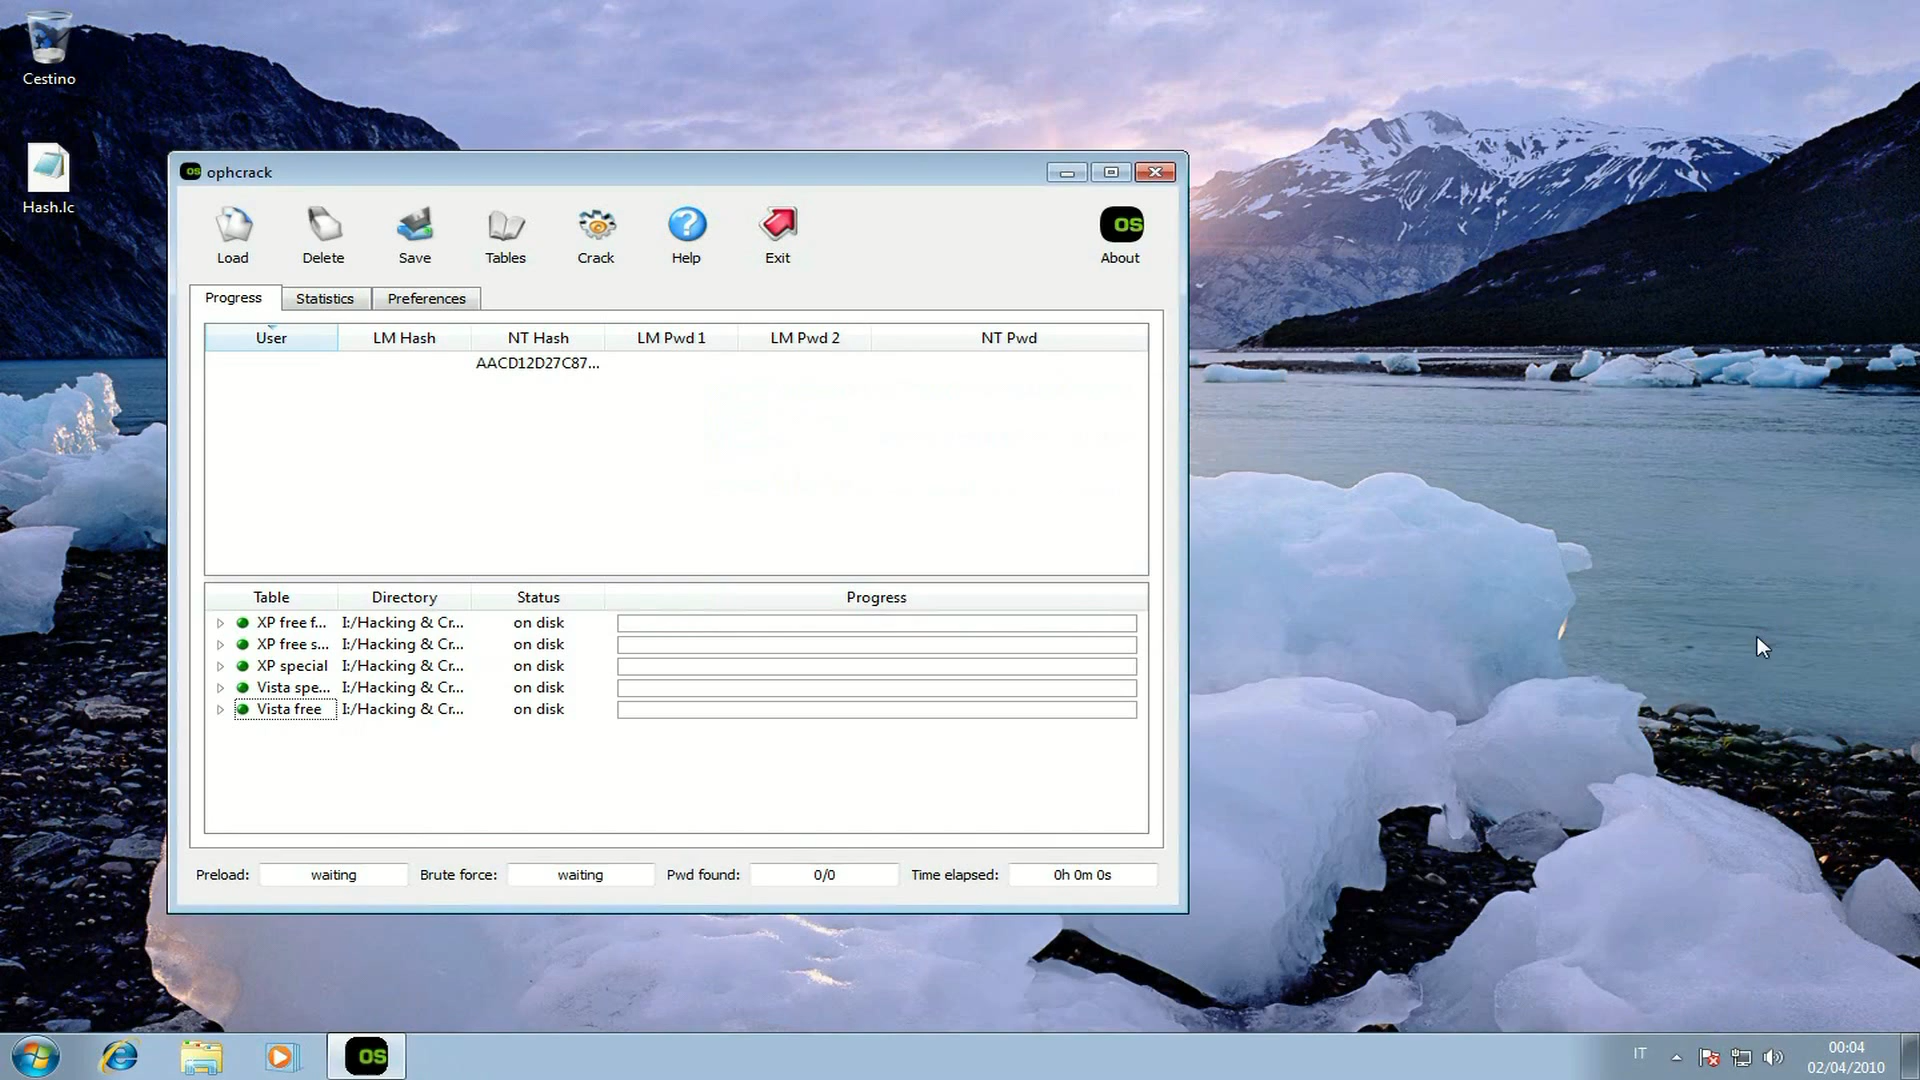 Cestino
Hash.lc
OS ophcrack
Load Delete Save Tables Crack Help Exit OS About
Progress Statistics Preferences
User LM Hash NT Hash LM Pwd 1 LM Pwd 2 NT Pwd
AACD12D27C87...
Table Directory Status Progress
XP free f... I:/Hacking & Cr... on disk
XP free s... I:/Hacking & Cr... on disk
XP special I:/Hacking & Cr... on disk
Vista spe... I:/Hacking & Cr... on disk
Vista free I:/Hacking & Cr... on disk
Preload: waiting Brute force: waiting Pwd found: 0/0 Time elapsed: 0h 0m 0s
OS
IT
00:04
02/04/2010